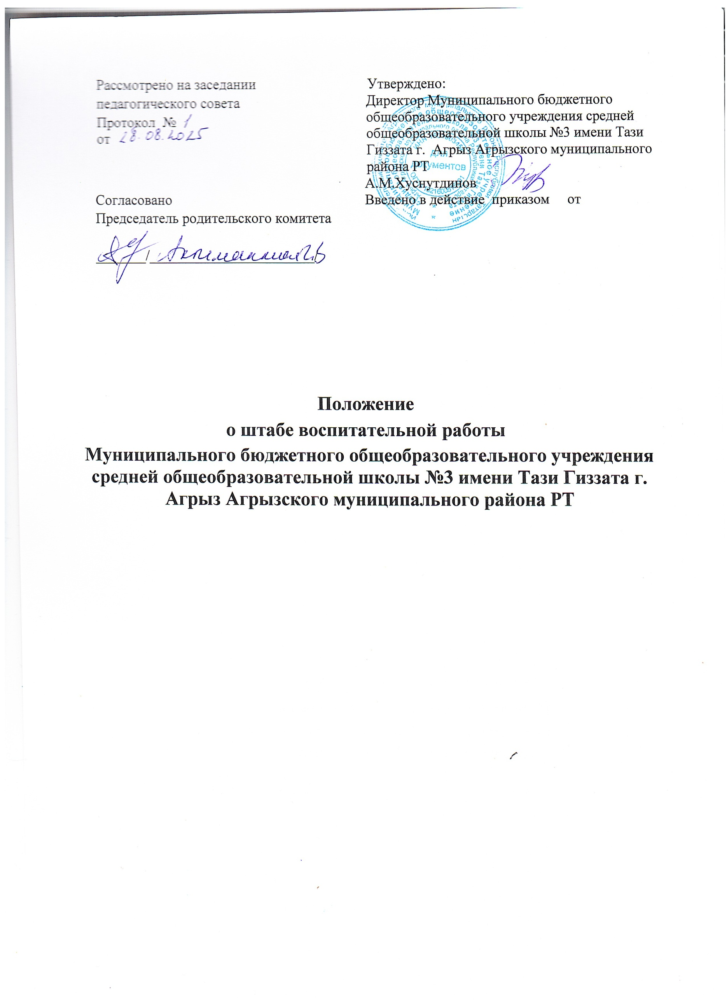 Рассмотрено на заседании
педагогического совета
Протокол № 1
от 28.08.2025
Согласовано
Председатель родительского комитета
/
Утверждено:
Директор Муниципального бюджетного
общеобразовательного учреждения средней
общеобразовательной школы №3 имени Тази
Гиззата г. Агрыз Агрызского муниципального
района РТ
А.М.Хуснутдинов
Введено в действие приказом от
для
документов
Положение
о штабе воспитательной работы
Муниципального бюджетного общеобразовательного учреждения
средней общеобразовательной школы №3 имени Тази Гиззата г.
Агрыз Агрызского муниципального района РТ